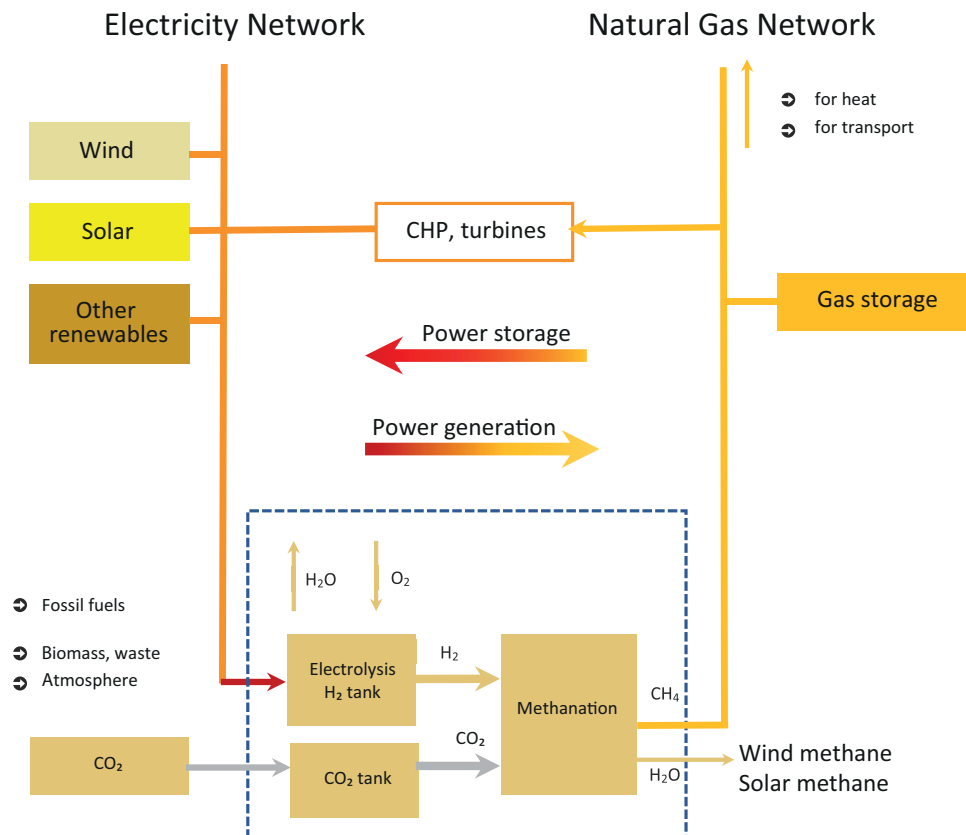 Electricity Network
Natural Gas Network
for heat
for transport
Wind
Solar
CHP, turbines
Other
renewables
Gas storage
Power storage
Power generation
H₂O
O₂
Fossil fuels
Biomass, waste
Atmosphere
Electrolysis
H₂ tank
H₂
Methanation
CH₄
CO₂
CO₂ tank
CO₂
H₂O
Wind methane
Solar methane